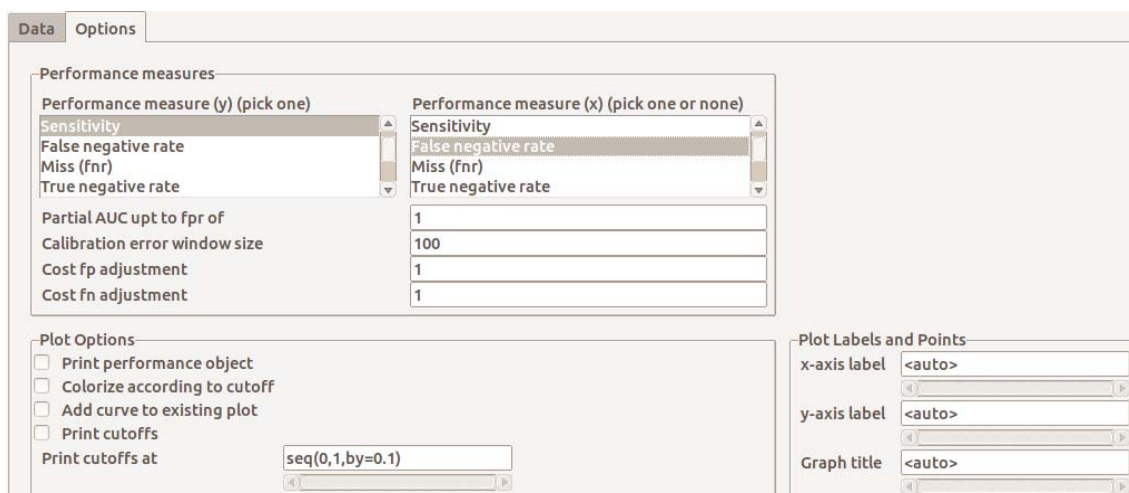 Data Options
Performance measures
Performance measure (y) (pick one) Performance measure (x) (pick one or none)
Sensitivity Sensitivity
False negative rate False negative rate
Miss (fnr) Miss (fnr)
True negative rate True negative rate
Partial AUC upt to fpr of 1
Calibration error window size 100
Cost fp adjustment 1
Cost fn adjustment 1
Plot Options Plot Labels and Points
Print performance object x-axis label <auto>
Colorize according to cutoff
Add curve to existing plot y-axis label <auto>
Print cutoffs
Print cutoffs at seq(0,1,by=0.1) Graph title <auto>